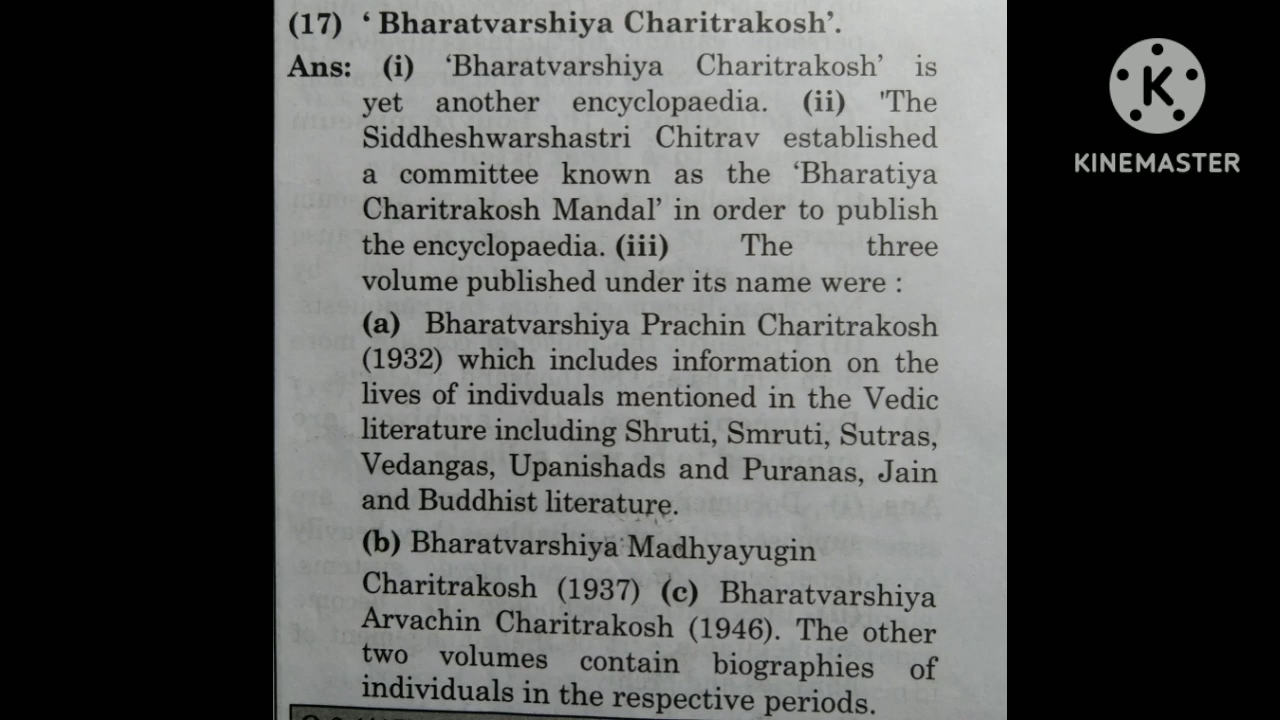 (17) ‘ Bharatvarshiya Charitrakosh’.
Ans: (i) ‘Bharatvarshiya Charitrakosh’ is
yet another encyclopaedia. (ii) 'The
Siddheshwarshastri Chitrav established
a committee known as the ‘Bharatiya
Charitrakosh Mandal’ in order to publish
the encyclopaedia. (iii) The three
volume published under its name were :
(a) Bharatvarshiya Prachin Charitrakosh
(1932) which includes information on the
lives of indivduals mentioned in the Vedic
literature including Shruti, Smruti, Sutras,
Vedangas, Upanishads and Puranas, Jain
and Buddhist literature.
(b) Bharatvarshiya Madhyayugin
Charitrakosh (1937) (c) Bharatvarshiya
Arvachin Charitrakosh (1946). The other
two volumes contain biographies of
individuals in the respective periods.
K
KINEMASTER